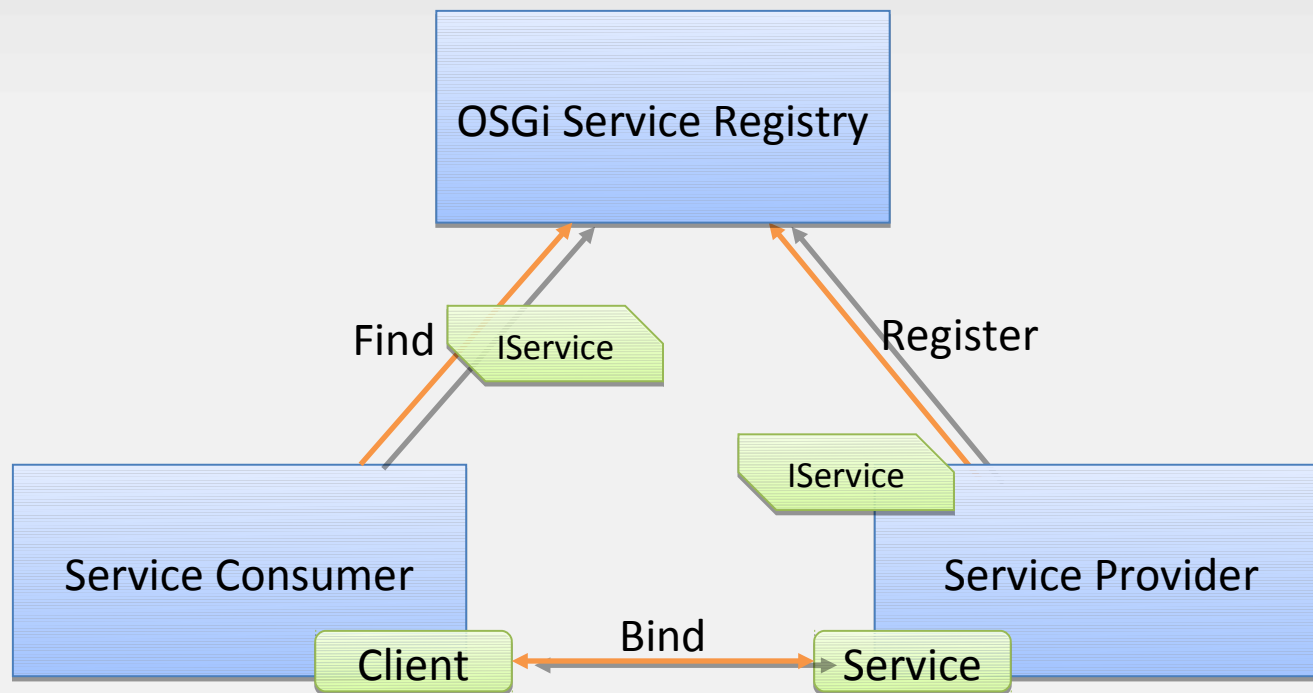 OSGi Service Registry
Find
IService
Register
IService
Service Consumer
Service Provider
Client
Bind
Service